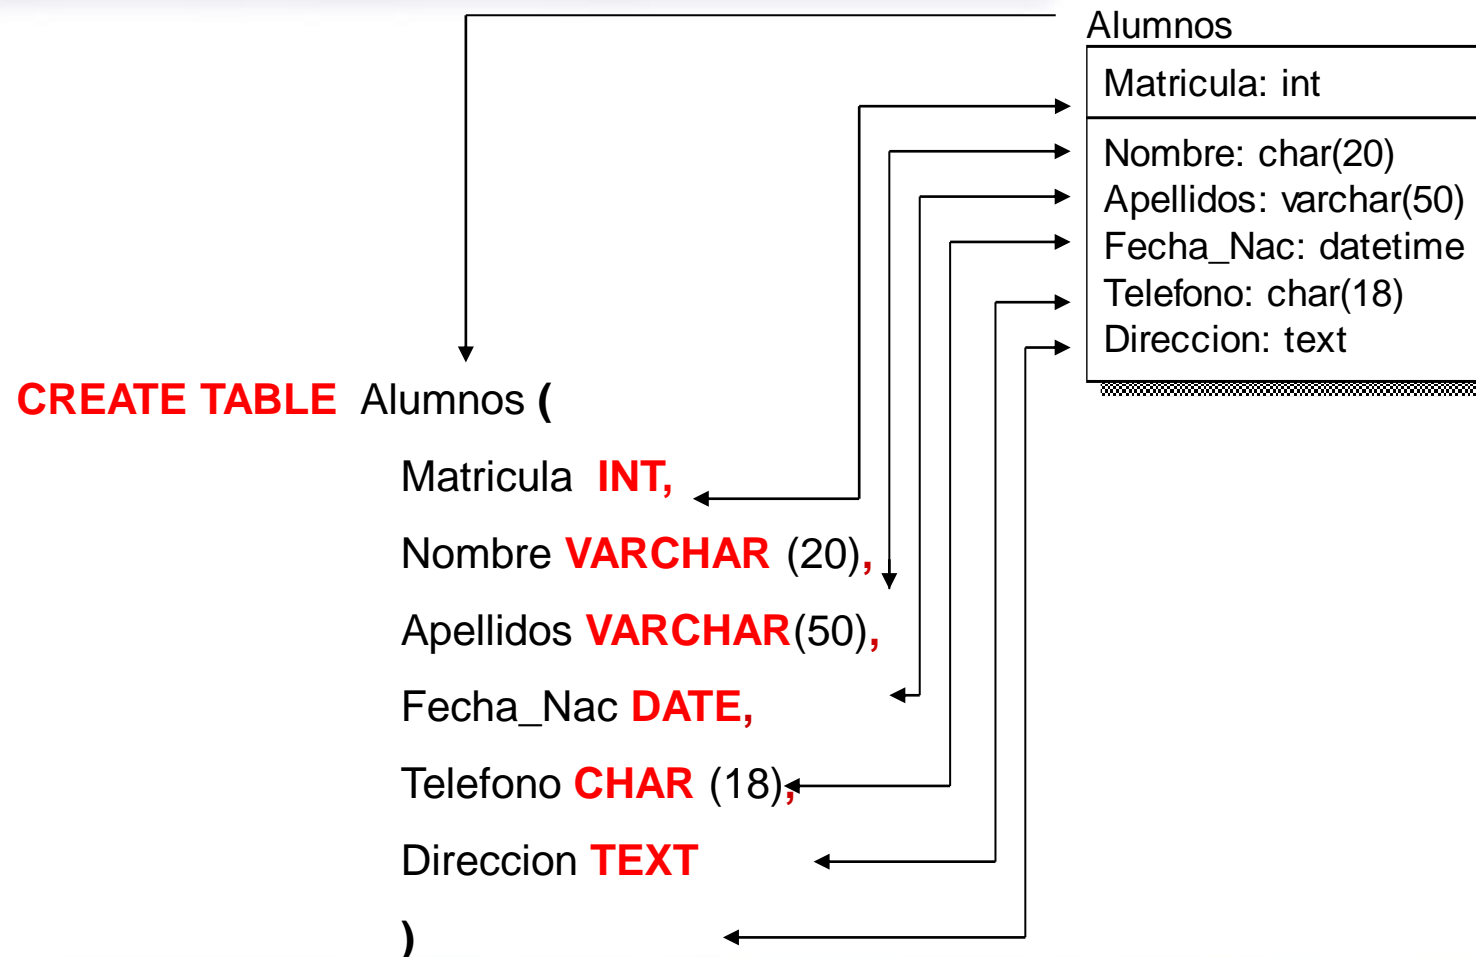 Alumnos
Matricula: int
Nombre: char(20)
Apellidos: varchar(50)
Fecha_Nac: datetime
Telefono: char(18)
Direccion: text
CREATE TABLE Alumnos (
Matricula INT,
Nombre VARCHAR (20),
Apellidos VARCHAR(50),
Fecha_Nac DATE,
Telefono CHAR (18),
Direccion TEXT
)